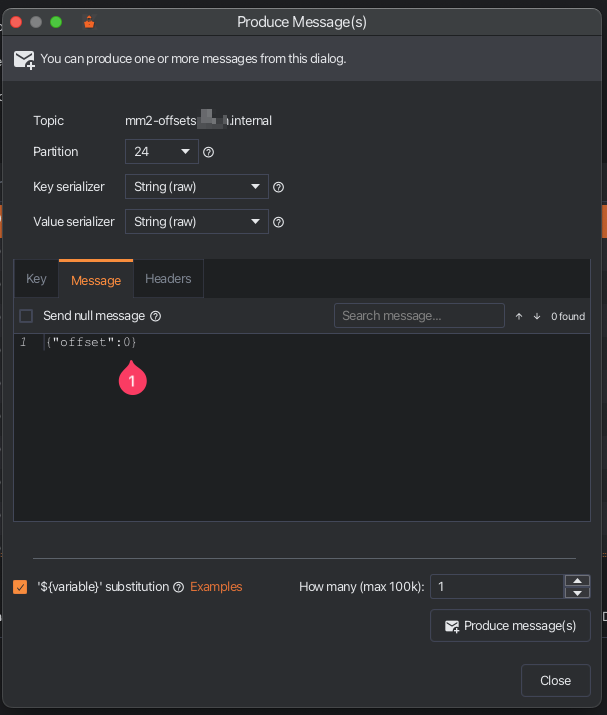 Produce Message(s)
You can produce one or more messages from this dialog.
Topic mm2-offsets .internal
Partition 24
Key serializer String (raw)
Value serializer String (raw)
Key Message Headers
Send null message Search message... 0 found
1 {"offset":0}
1
'${variable}' substitution Examples How many (max 100k): 1
Produce message(s)
Close